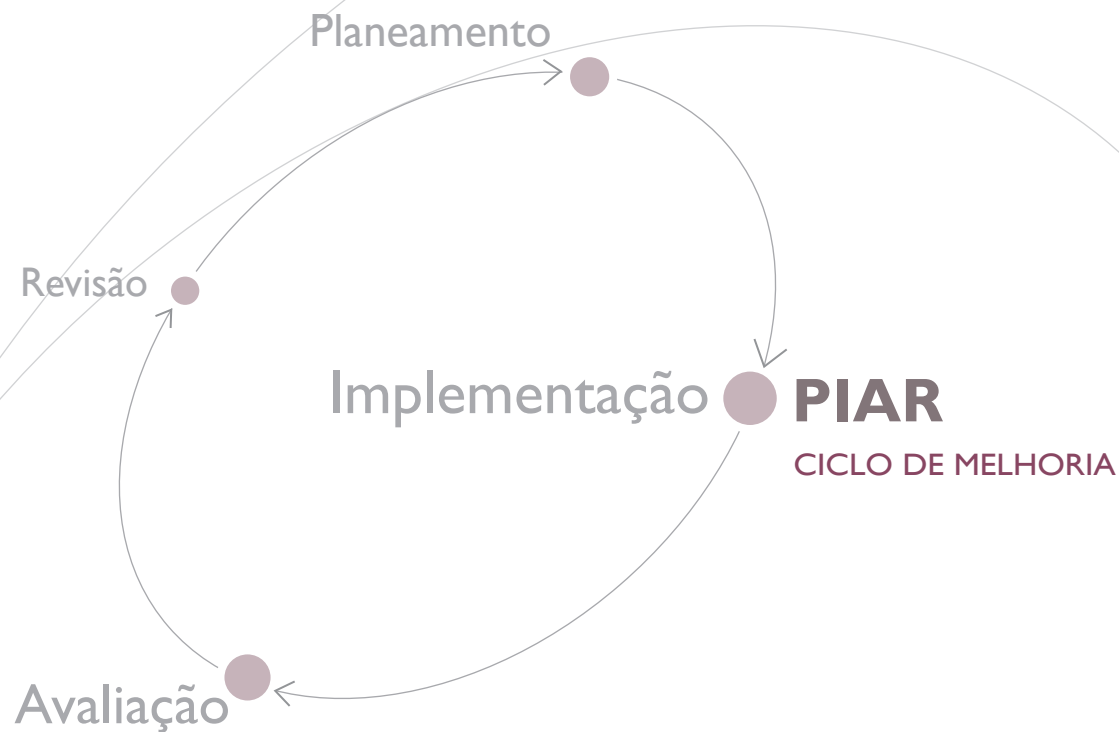 Planeamento
Revisão
Implementação
PIAR
CICLO DE MELHORIA
Avaliação